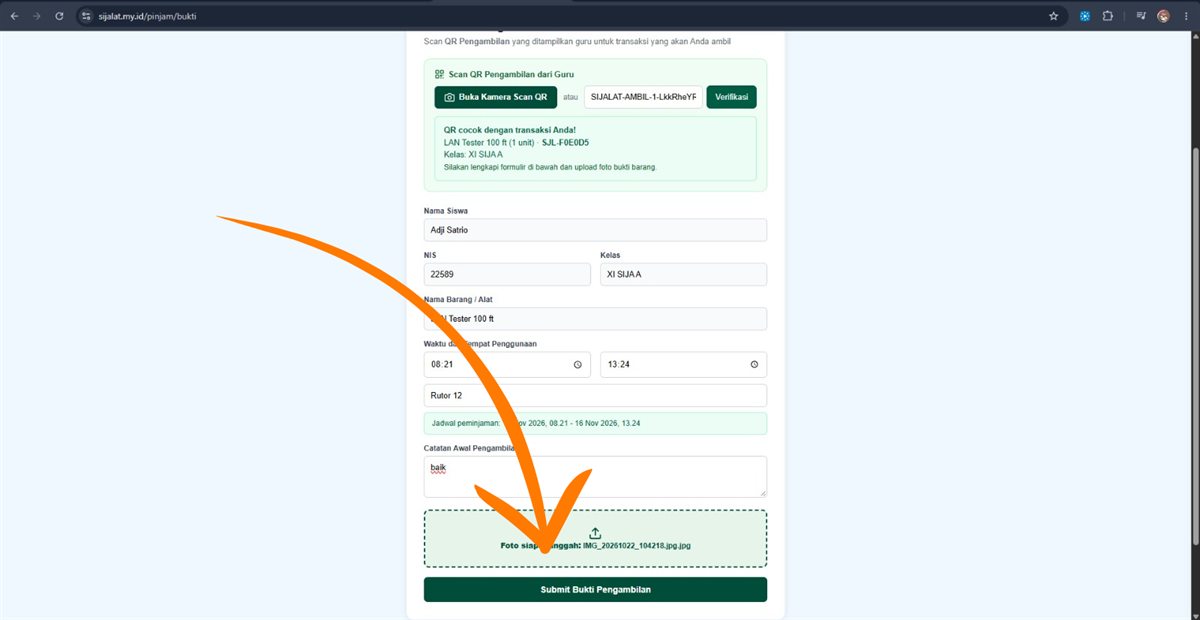 sijalat.my.id/pinjam/bukti
Scan QR Pengambilan yang ditampilkan guru untuk transaksi yang akan Anda ambil
Scan QR Pengambilan dari Guru
Buka Kamera Scan QR atau SIJALAT-AMBIL-1-LkkRheYF Verifikasi
QR cocok dengan transaksi Anda!
LAN Tester 100 ft (1 unit) · SJL-F0E0D5
Kelas: XI SIJA A
Silakan lengkapi formulir di bawah dan upload foto bukti barang.
Nama Siswa
Adji Satrio
NIS Kelas
22589 XI SIJA A
Nama Barang / Alat
Tester 100 ft
Waktu Penggunaan
08:21 13:24
Rutor 12
Jadwal peminjaman: 2026, 08.21 - 16 Nov 2026, 13.24
Catatan Awal
baik
Foto IMG_20261022_104218.jpg.jpg
Submit Bukti Pengambilan